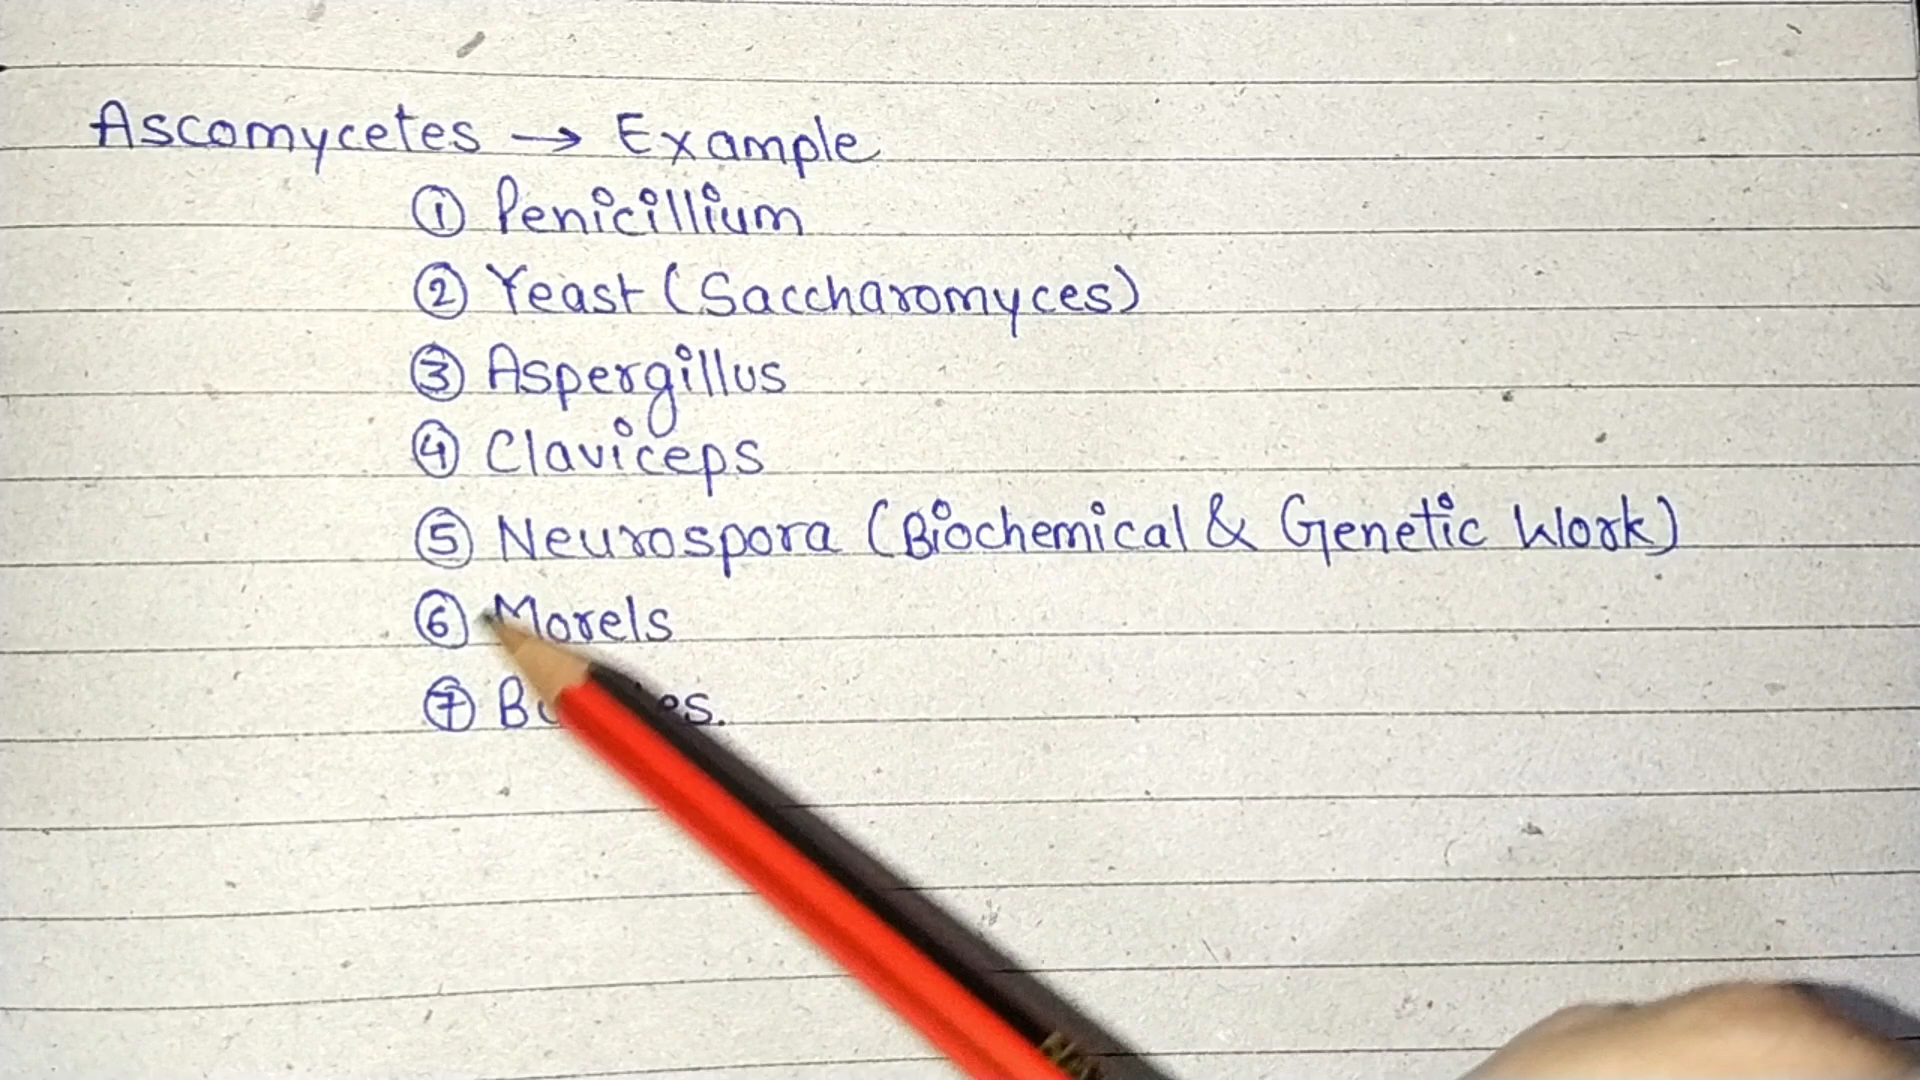 Ascomycetes → Example
① Penicillium
② Yeast (Saccharomyces)
③ Aspergillus
④ Claviceps
⑤ Neurospora (Biochemical & Genetic Work)
⑥ Morels
⑦